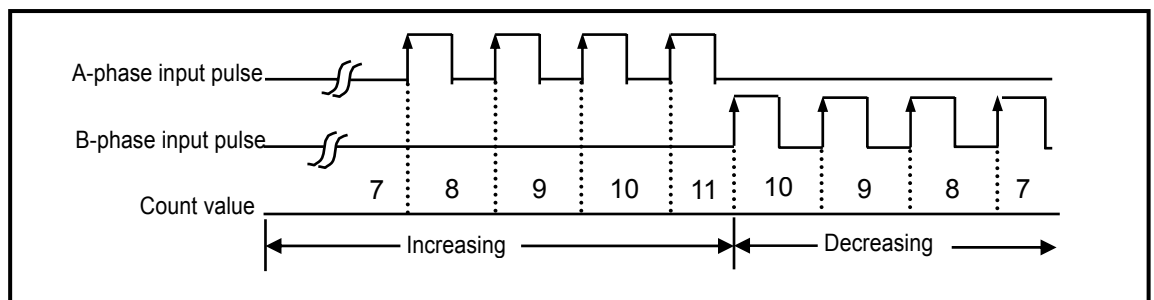 A-phase input pulse
B-phase input pulse
7 8 9 10 11 10 9 8 7
Count value
Increasing Decreasing